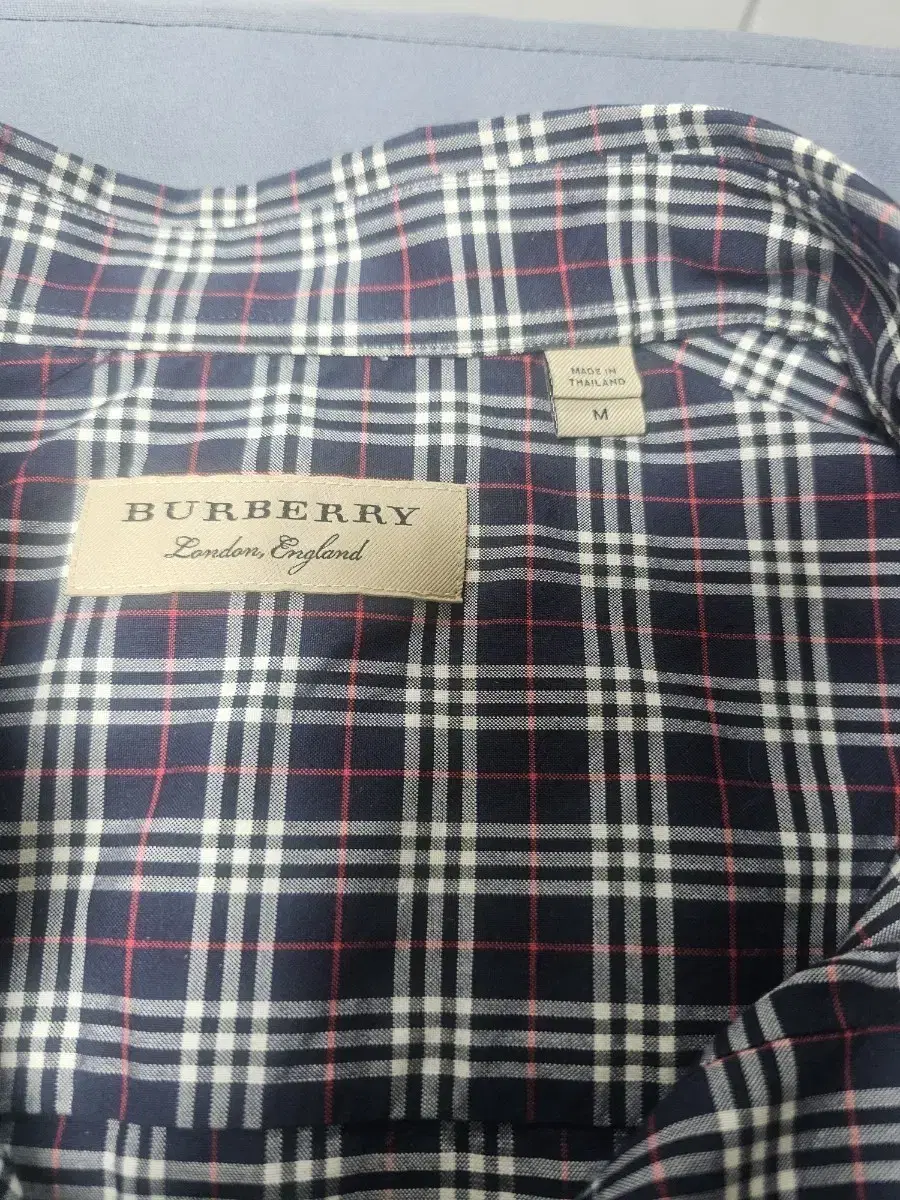 MADE IN
THAILAND
M
BURBERRY
London, England